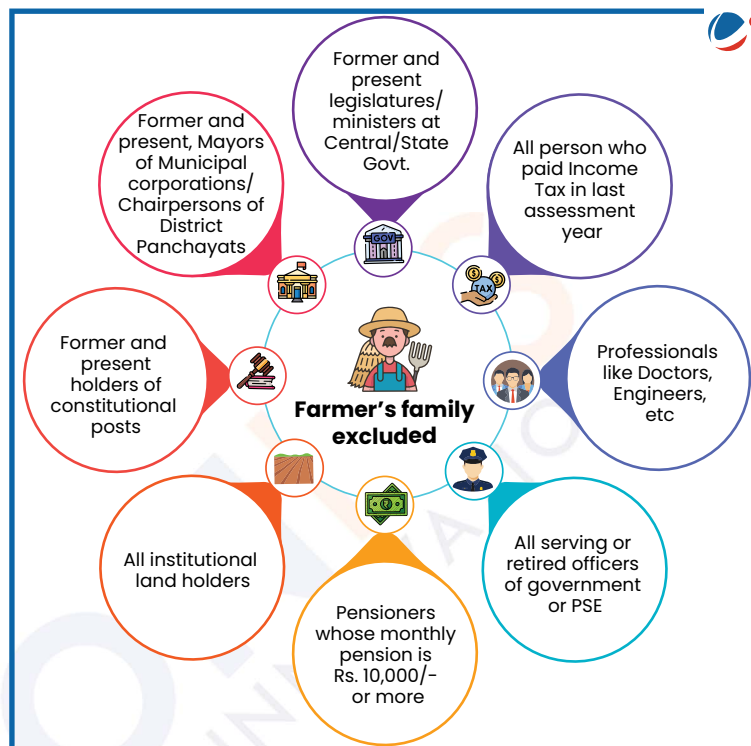 Former and
present
legislatures/
ministers at
Central/State
Govt.
Former and
present, Mayors
of Municipal
corporations/
Chairpersons of
District
Panchayats
All person who
paid Income
Tax in last
assessment
year
GOV
TAX
Former and
present
holders of
constitutional
posts
Farmer's family
excluded
Professionals
like Doctors,
Engineers,
etc
All institutional
land holders
Pensioners
whose monthly
pension is
Rs. 10,000/-
or more
All serving or
retired officers
of government
or PSE